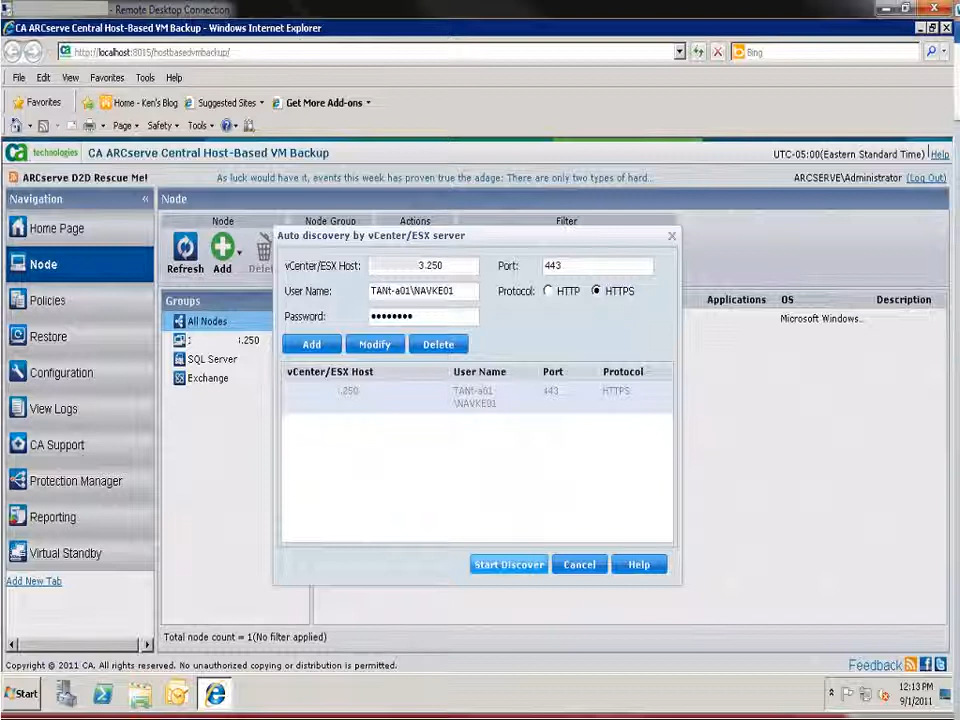 - Remote Desktop Connection
CA ARCserve Central Host-Based VM Backup - Windows Internet Explorer
http://localhost:8015/hostbasedvmbackup/
Bing
File Edit View Favorites Tools Help
Favorites Home - Ken's Blog Suggested Sites Get More Add-ons
Page Safety Tools
ca technologies CA ARCserve Central Host-Based VM Backup UTC-05:00(Eastern Standard Time) Help
ARCserve D2D Rescue Me! As luck would have it, events this week has proven true the adage: There are only two types of hard... ARCSERVE\Administrator (Log Out)
Navigation «
Home Page
Node
Policies
Restore
Configuration
View Logs
CA Support
Protection Manager
Reporting
Virtual Standby
Add New Tab
Node
Node Node Group Actions Filter
Refresh Add Delet
Groups
All Nodes
: :.250
SQL Server
Exchange
Applications OS Description
Microsoft Windows...
Auto discovery by vCenter/ESX server
vCenter/ESX Host: 3.250 Port: 443
User Name: TANt-a01\NAVKE01 Protocol: HTTP HTTPS
Password: ••••••••
Add Modify Delete
vCenter/ESX Host User Name Port Protocol
.250 TANt-a01 443 HTTPS
\NAVKE01
Start Discover Cancel Help
Total node count = 1(No filter applied)
Copyright © 2011 CA. All rights reserved. No unauthorized copying or distribution is permitted. Feedback
Start
12:13 PM
9/1/2011